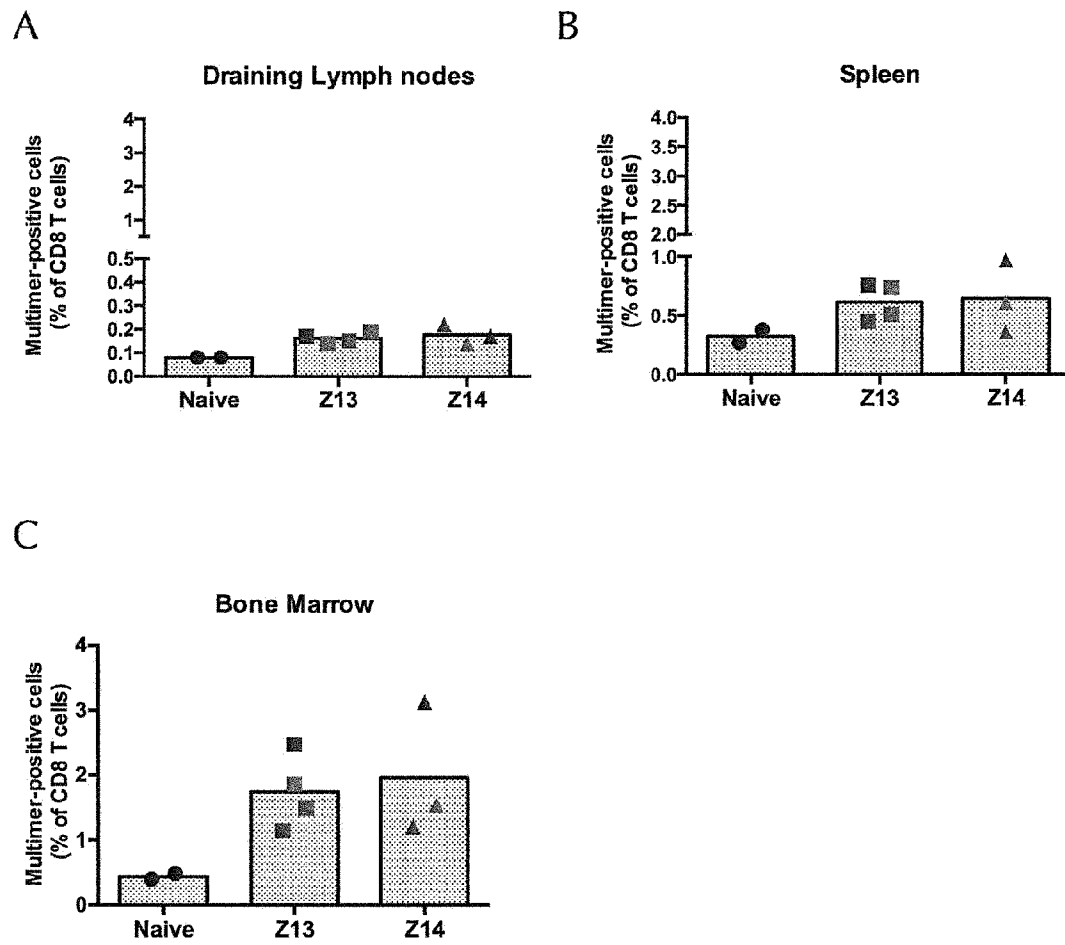 A
Draining Lymph nodes
Multimer-positive cells
(% of CD8 T cells)
4
3
2
1
0.5
0.4
0.3
0.2
0.1
0.0
Naive Z13 Z14
B
Spleen
Multimer-positive cells
(% of CD8 T cells)
4.0
3.5
3.0
2.5
2.0
1.0
0.5
0.0
Naive Z13 Z14
C
Bone Marrow
Multimer-positive cells
(% of CD8 T cells)
4
3
2
1
0
Naive Z13 Z14